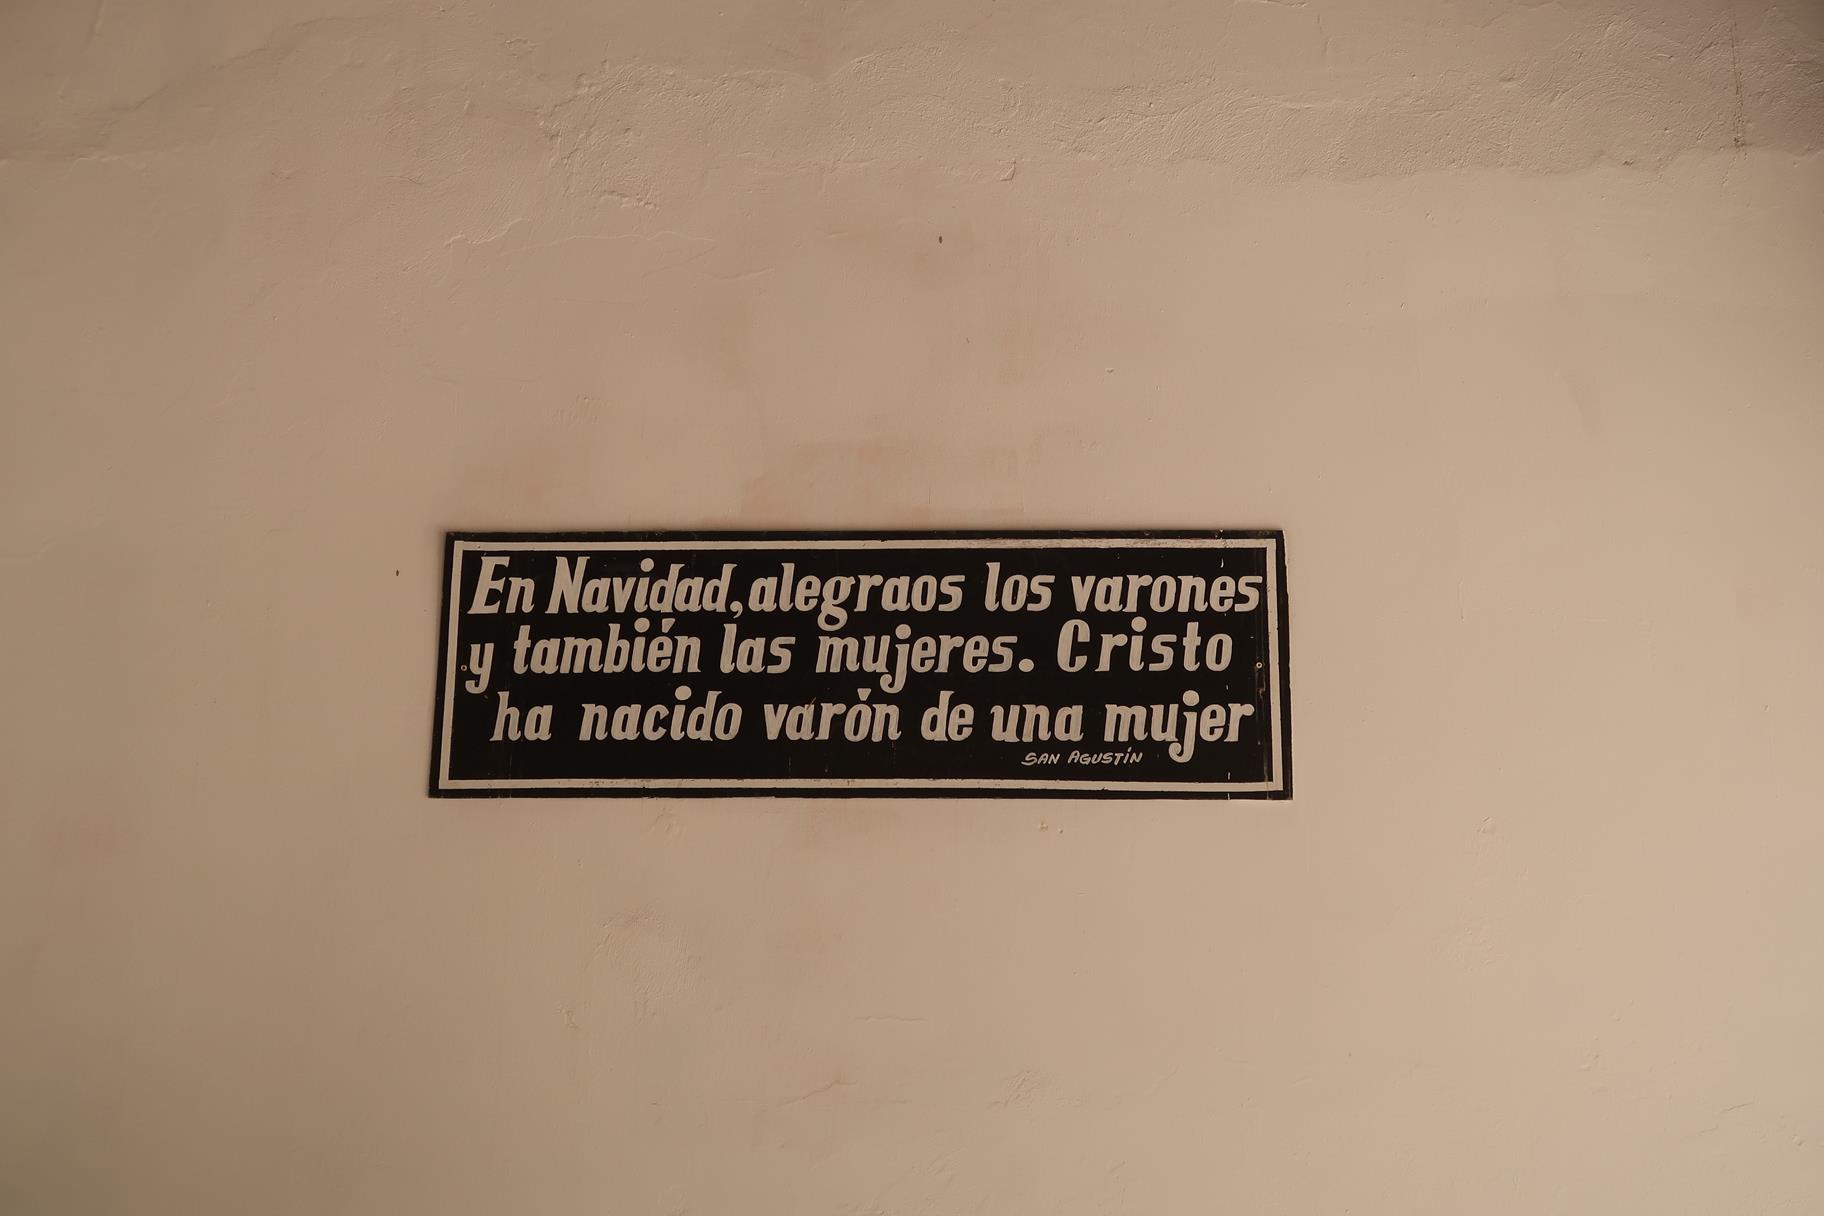 En Navidad, alegraos los varones
y también las mujeres. Cristo
ha nacido varón de una mujer
SAN AGUSTÍN